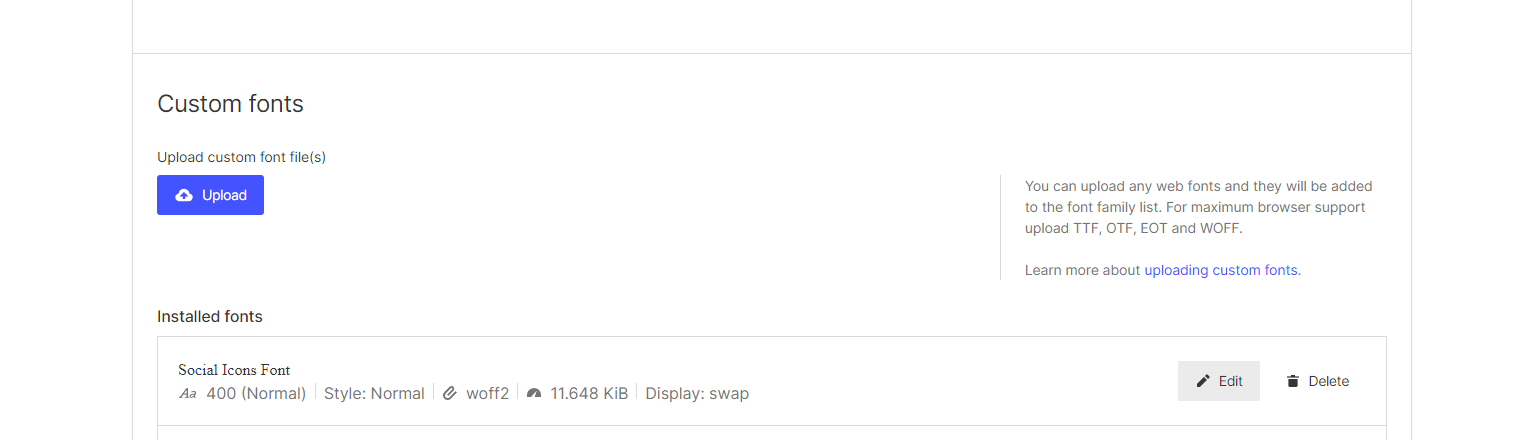 Custom fonts
Upload custom font file(s)
Upload
You can upload any web fonts and they will be added
to the font family list. For maximum browser support
upload TTF, OTF, EOT and WOFF.
Learn more about uploading custom fonts.
Installed fonts
Social Icons Font
Aa 400 (Normal) Style: Normal woff2 11.648 KiB Display: swap
Edit
Delete